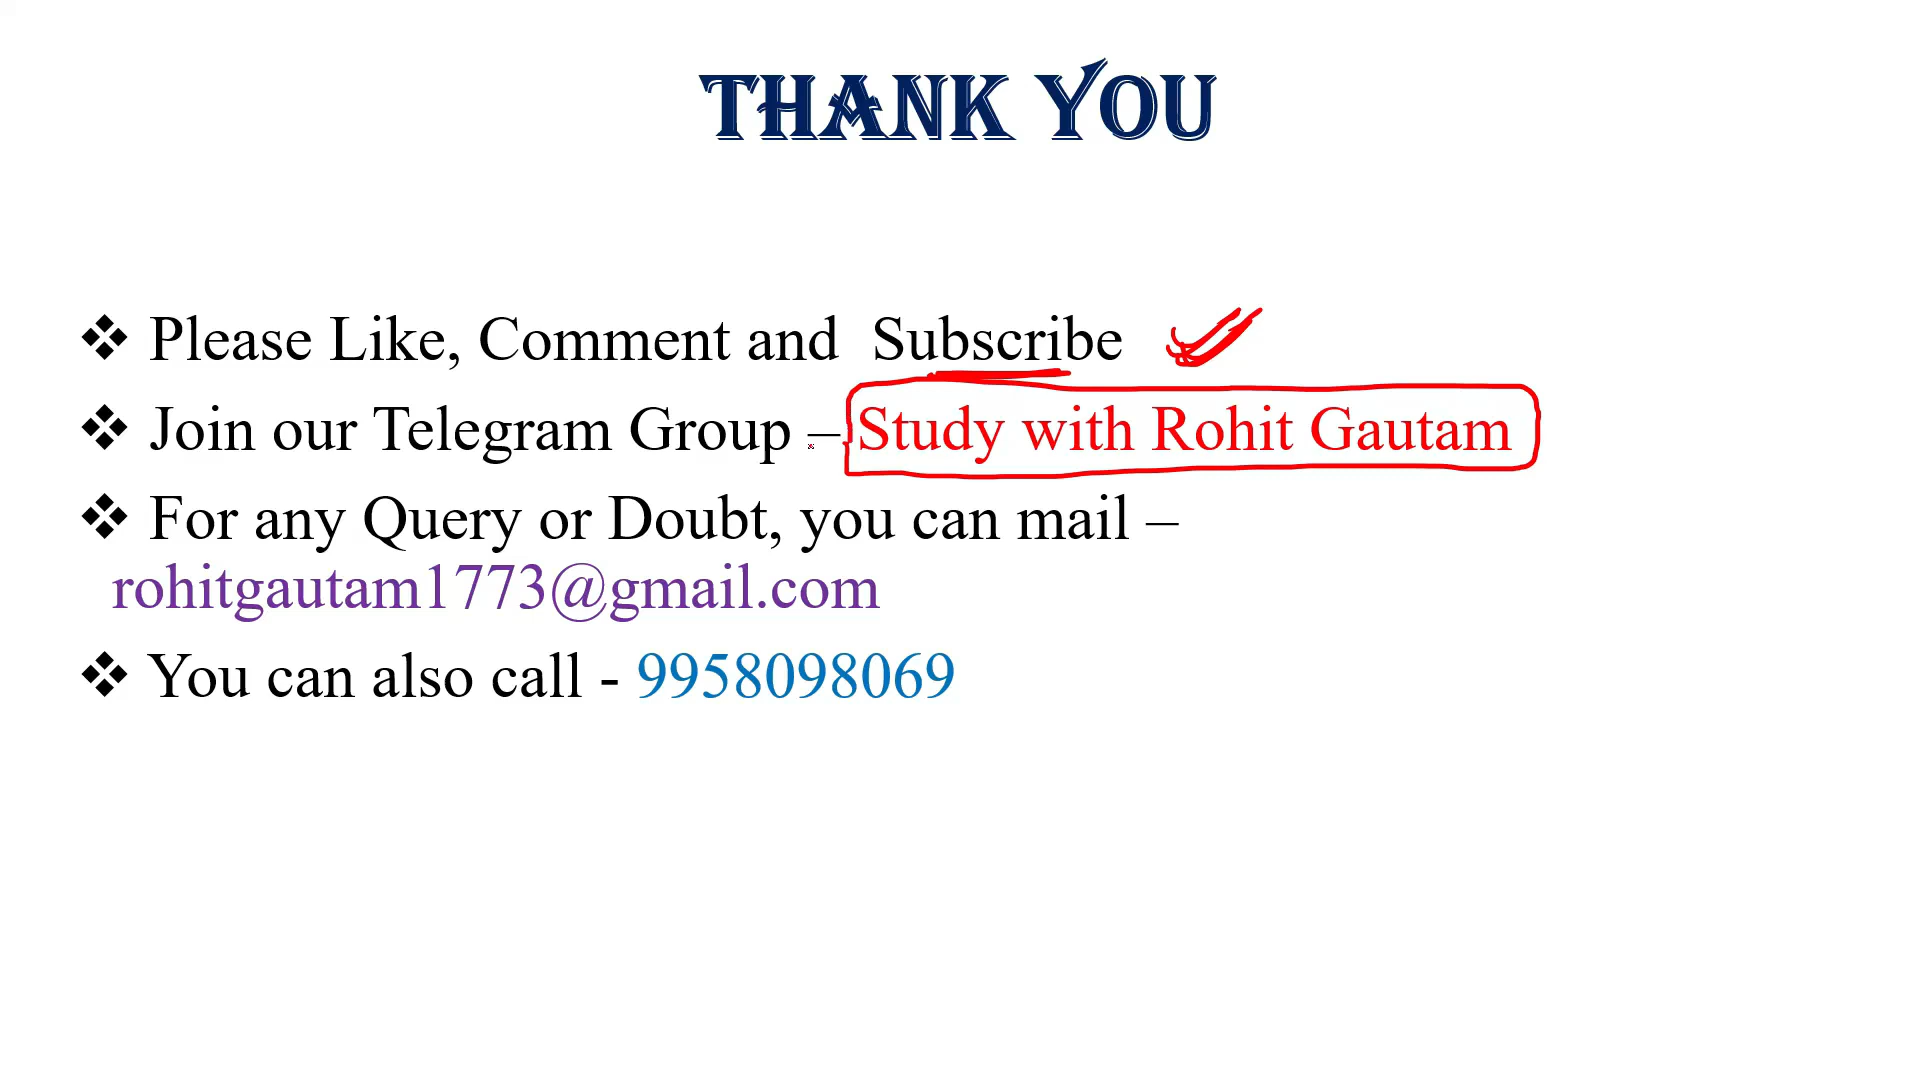 THANK YOU
❖ Please Like, Comment and Subscribe
❖ Join our Telegram Group – Study with Rohit Gautam
❖ For any Query or Doubt, you can mail –
rohitgautam1773@gmail.com
❖ You can also call - 9958098069